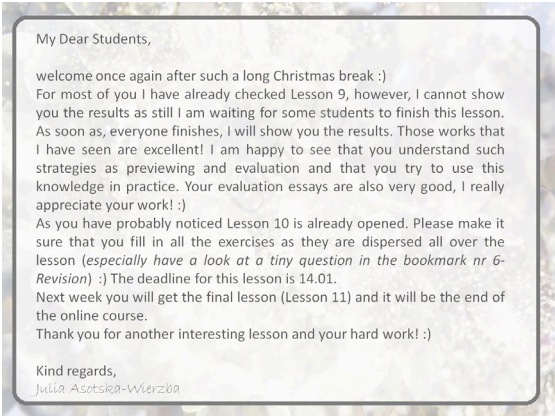 My Dear Students,
welcome once again after such a long Christmas break :)
For most of you I have already checked Lesson 9, however, I cannot show
you the results as still I am waiting for some students to finish this lesson.
As soon as, everyone finishes, I will show you the results. Those works that
I have seen are excellent! I am happy to see that you understand such
strategies as previewing and evaluation and that you try to use this
knowledge in practice. Your evaluation essays are also very good, I really
appreciate your work! :)
As you have probably noticed Lesson 10 is already opened. Please make it
sure that you fill in all the exercises as they are dispersed all over the
lesson (especially have a look at a tiny question in the bookmark nr 6-
Revision) :) The deadline for this lesson is 14.01.
Next week you will get the final lesson (Lesson 11) and it will be the end of
the online course.
Thank you for another interesting lesson and your hard work! :)
Kind regards,
Julia Asotska-Wierzba